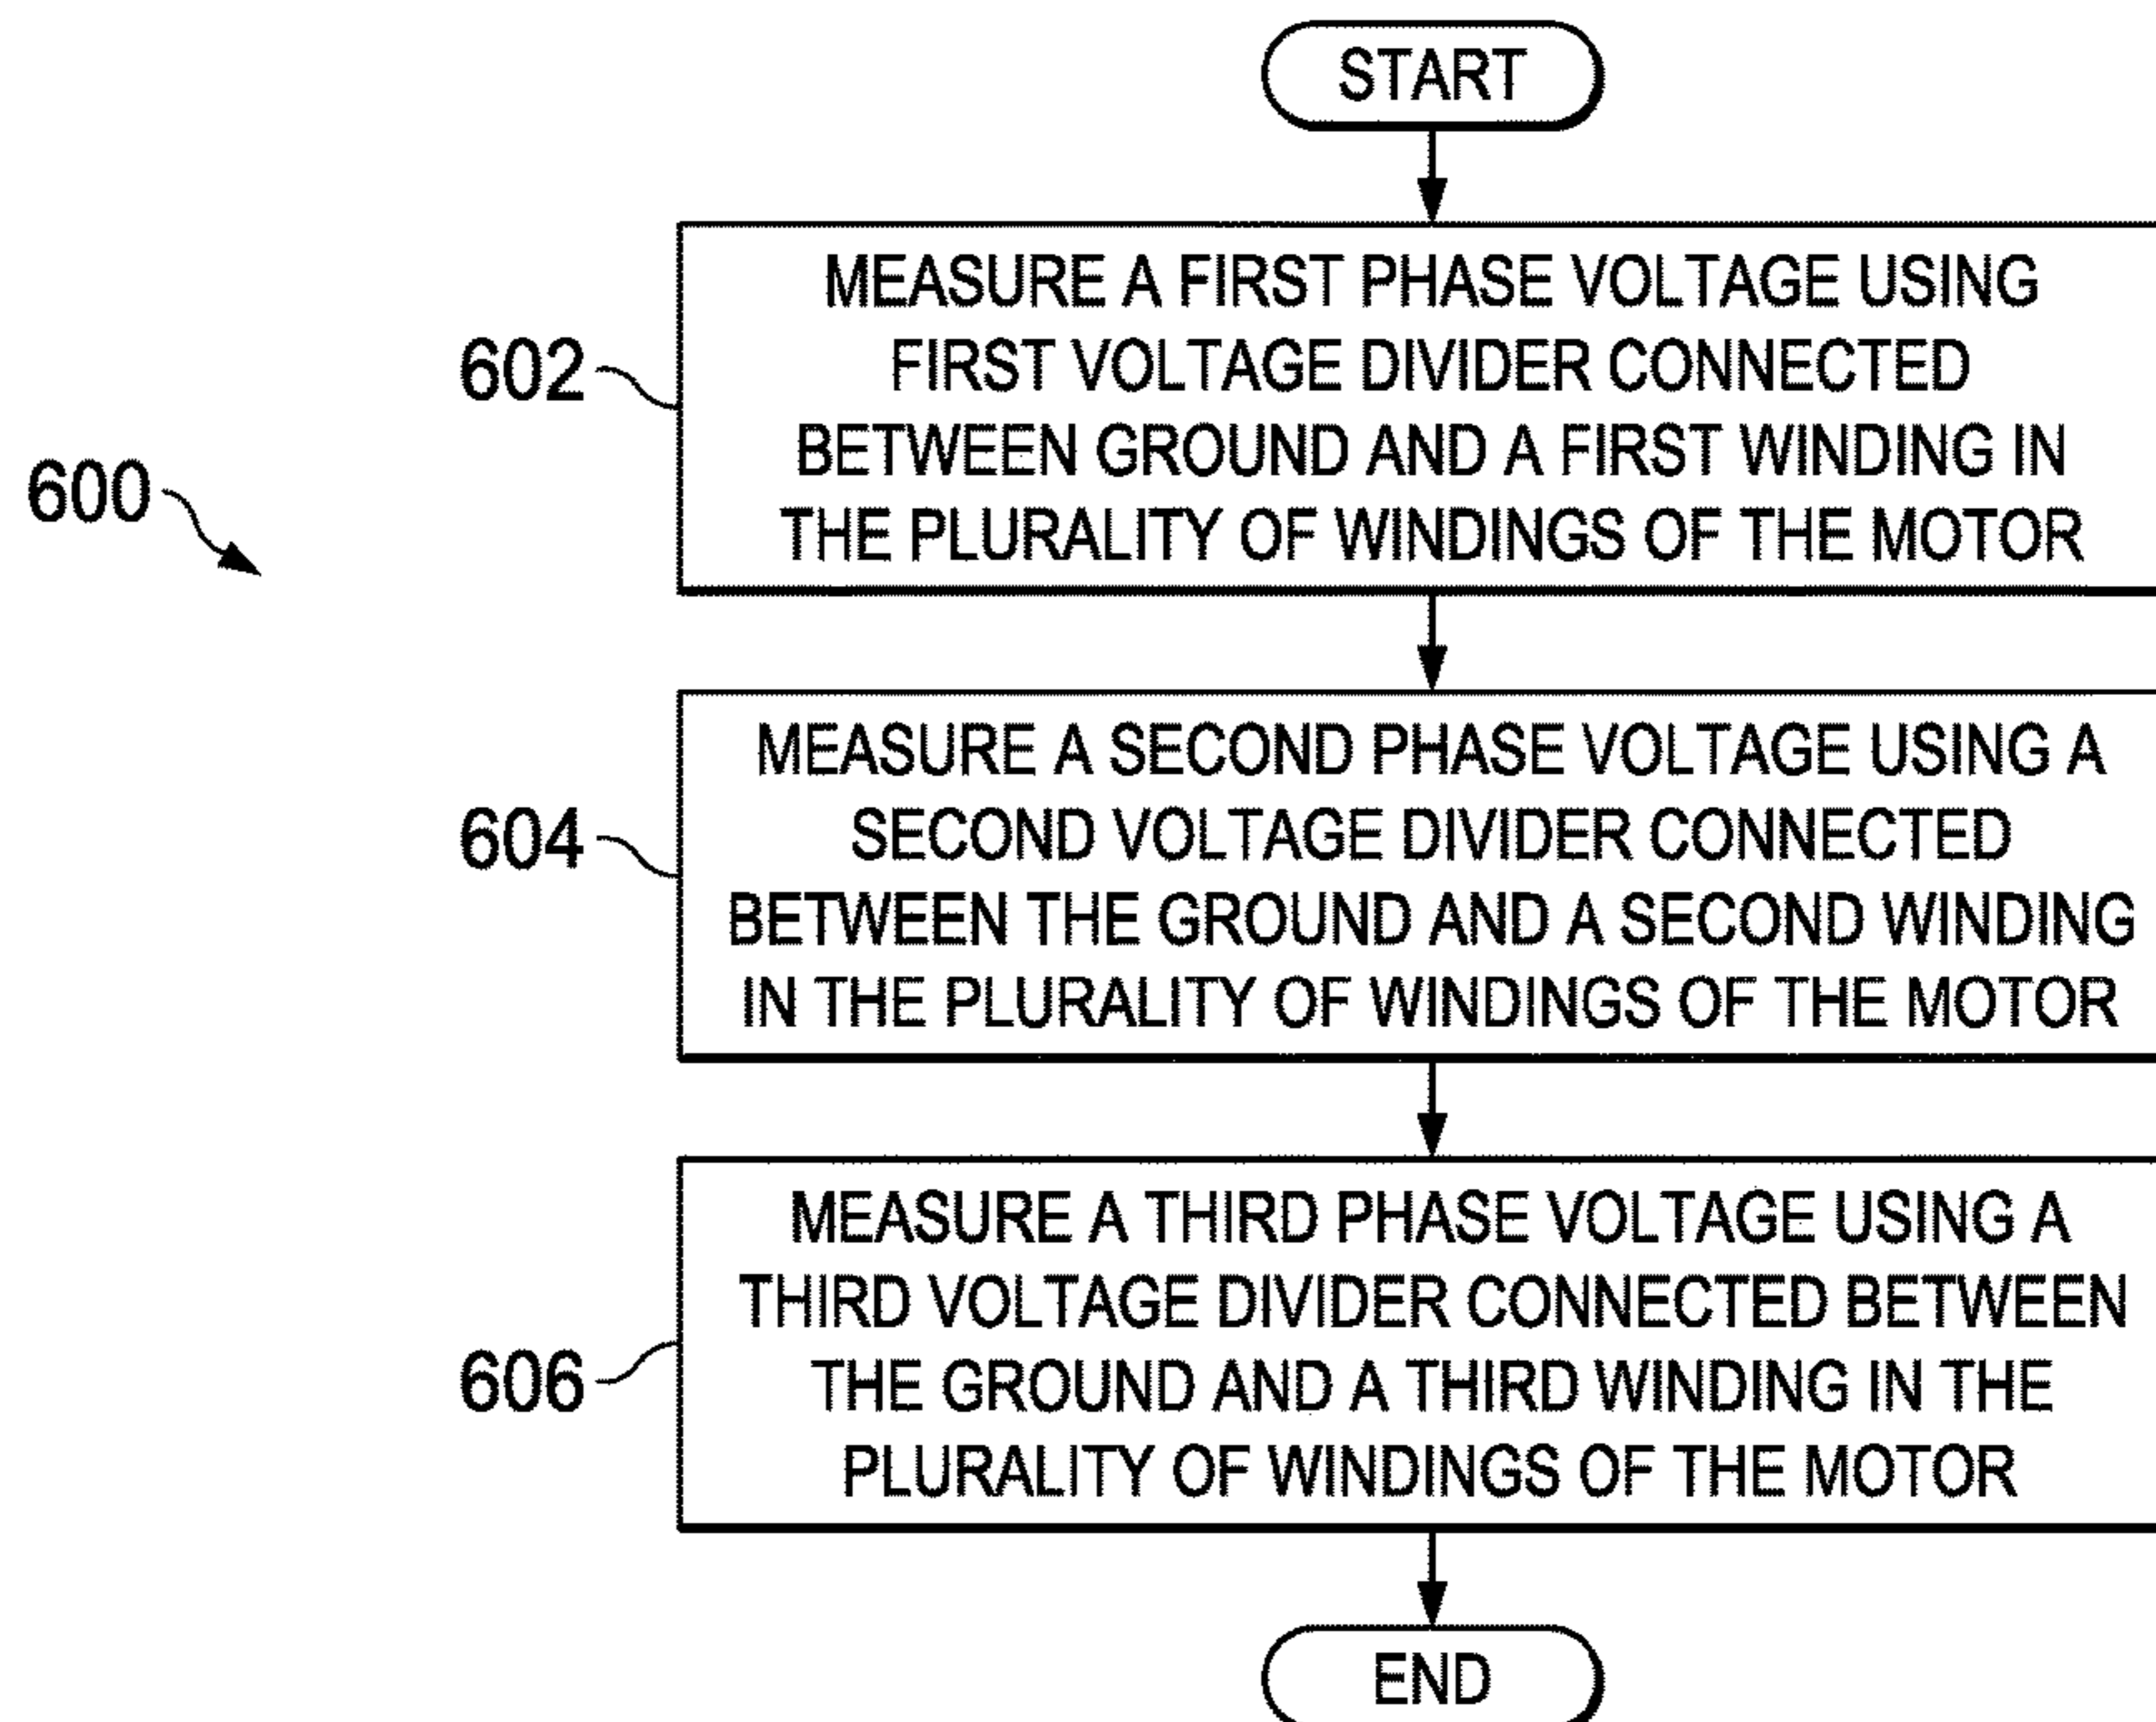 START
MEASURE A FIRST PHASE VOLTAGE USING
FIRST VOLTAGE DIVIDER CONNECTED
BETWEEN GROUND AND A FIRST WINDING IN
THE PLURALITY OF WINDINGS OF THE MOTOR
602
600
MEASURE A SECOND PHASE VOLTAGE USING A
SECOND VOLTAGE DIVIDER CONNECTED
BETWEEN THE GROUND AND A SECOND WINDING
IN THE PLURALITY OF WINDINGS OF THE MOTOR
604
MEASURE A THIRD PHASE VOLTAGE USING A
THIRD VOLTAGE DIVIDER CONNECTED BETWEEN
THE GROUND AND A THIRD WINDING IN THE
PLURALITY OF WINDINGS OF THE MOTOR
606
END